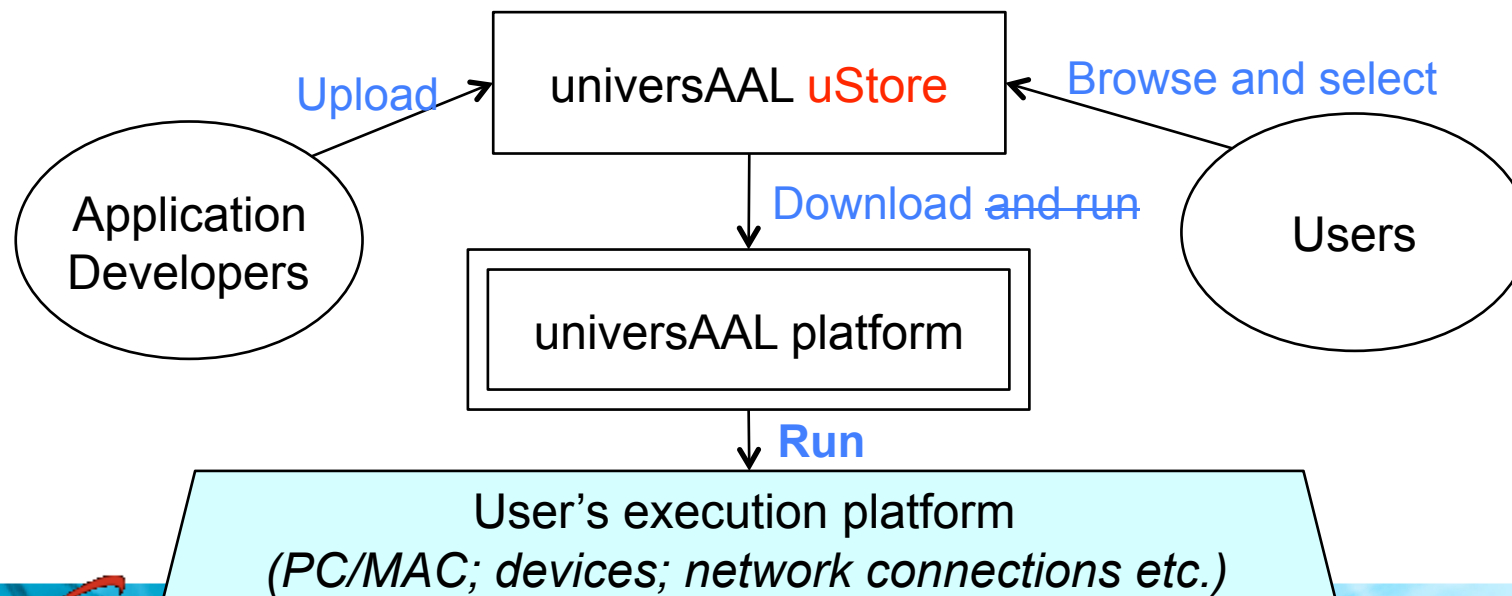 Upload
universAAL uStore
Browse and select
Application
Developers
Download ~~and run~~
Users
universAAL platform
Run
User’s execution platform
(PC/MAC; devices; network connections etc.)